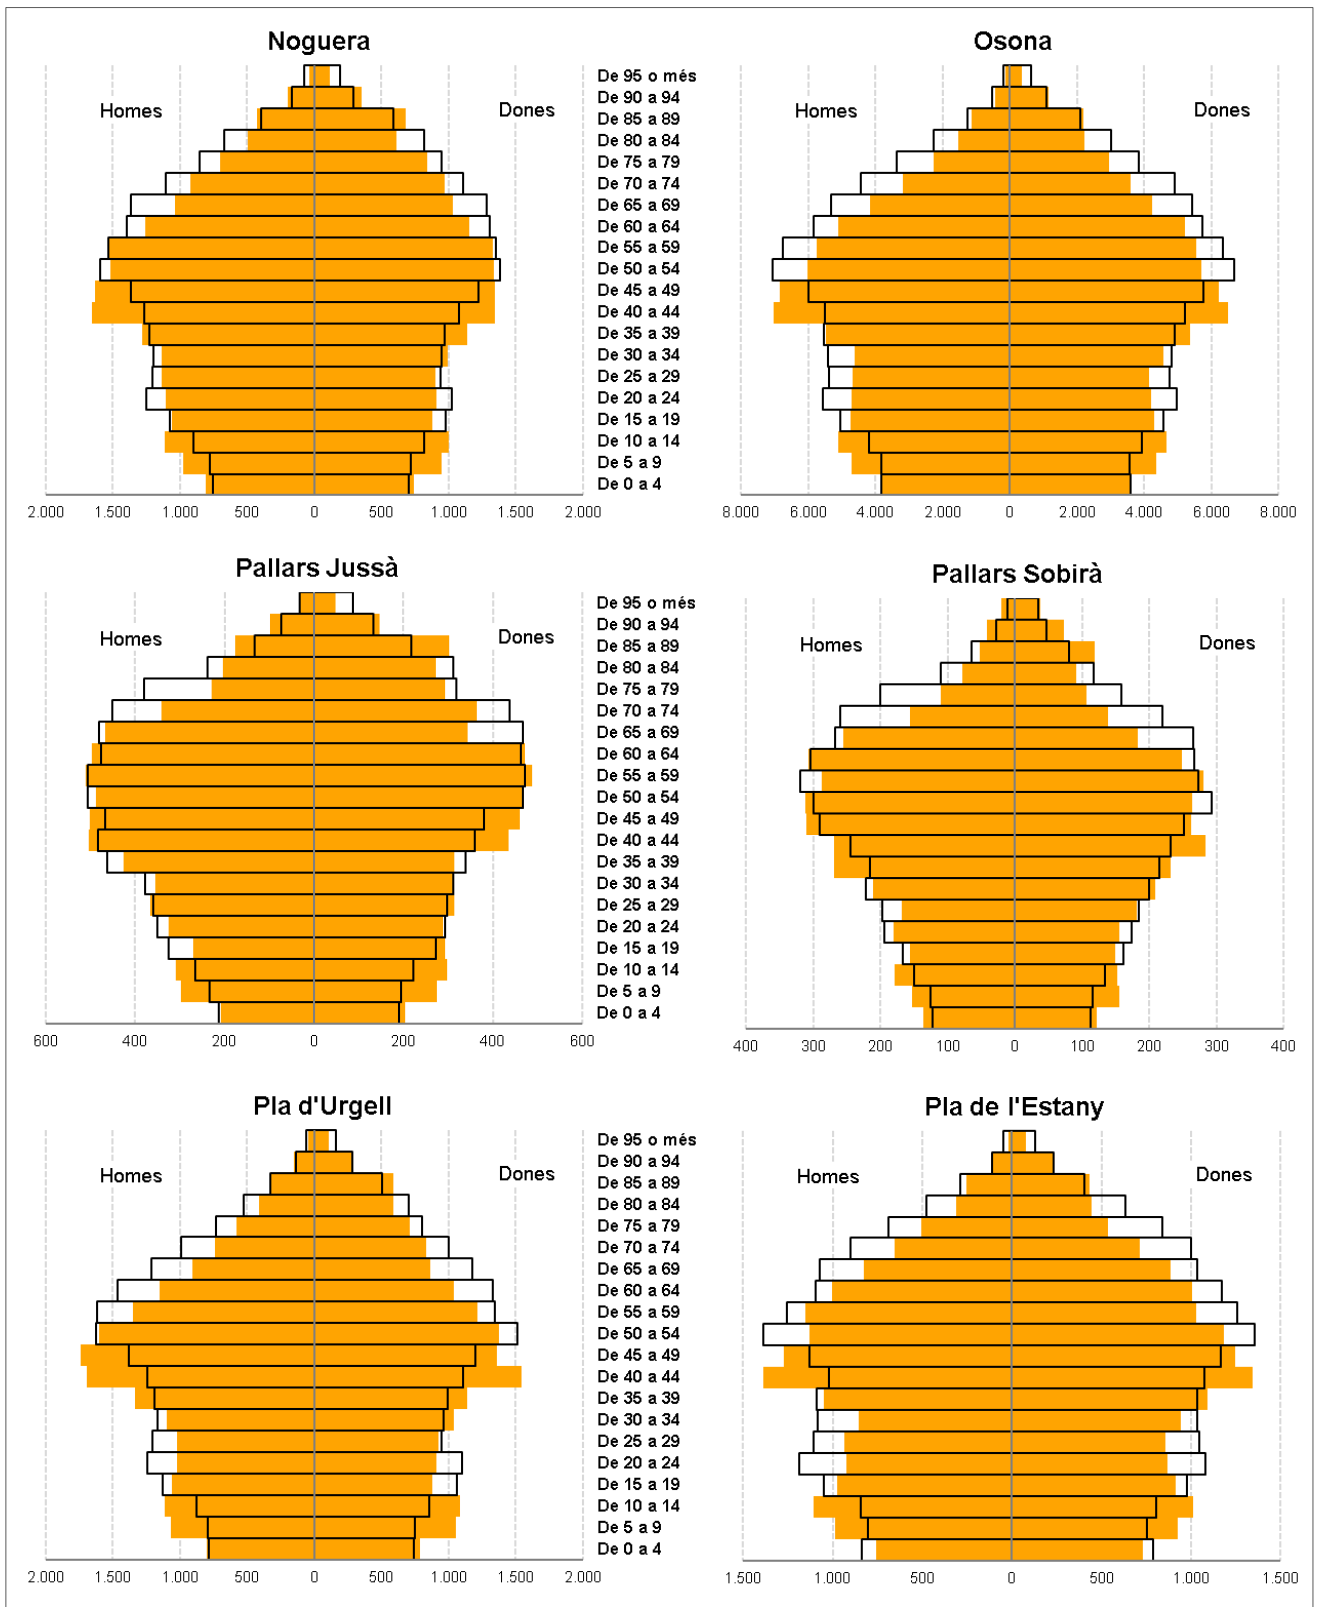 Noguera
Osona
Homes
Dones
De 95 o més
De 90 a 94
De 85 a 89
De 80 a 84
De 75 a 79
De 70 a 74
De 65 a 69
De 60 a 64
De 55 a 59
De 50 a 54
De 45 a 49
De 40 a 44
De 35 a 39
De 30 a 34
De 25 a 29
De 20 a 24
De 15 a 19
De 10 a 14
De 5 a 9
De 0 a 4
Homes
Dones
2.000 1.500 1.000 500 0 500 1.000 1.500 2.000
8.000 6.000 4.000 2.000 0 2.000 4.000 6.000 8.000
Pallars Jussà
Pallars Sobirà
Homes
Dones
De 95 o més
De 90 a 94
De 85 a 89
De 80 a 84
De 75 a 79
De 70 a 74
De 65 a 69
De 60 a 64
De 55 a 59
De 50 a 54
De 45 a 49
De 40 a 44
De 35 a 39
De 30 a 34
De 25 a 29
De 20 a 24
De 15 a 19
De 10 a 14
De 5 a 9
De 0 a 4
Homes
Dones
600 400 200 0 200 400 600
400 300 200 100 0 100 200 300 400
Pla d'Urgell
Pla de l'Estany
Homes
Dones
De 95 o més
De 90 a 94
De 85 a 89
De 80 a 84
De 75 a 79
De 70 a 74
De 65 a 69
De 60 a 64
De 55 a 59
De 50 a 54
De 45 a 49
De 40 a 44
De 35 a 39
De 30 a 34
De 25 a 29
De 20 a 24
De 15 a 19
De 10 a 14
De 5 a 9
De 0 a 4
Homes
Dones
2.000 1.500 1.000 500 0 500 1.000 1.500 2.000
1.500 1.000 500 0 500 1.000 1.500